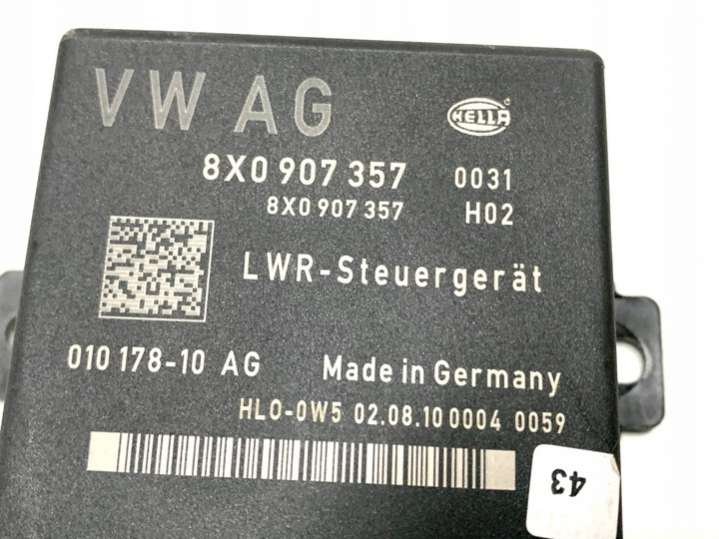 VW AG
HELLA
8X0 907 357 0031
8X0 907 357 H02
LWR-Steuergerät
010 178-10 AG Made in Germany
HLO-0W5 02.08.10 0004 0059
43